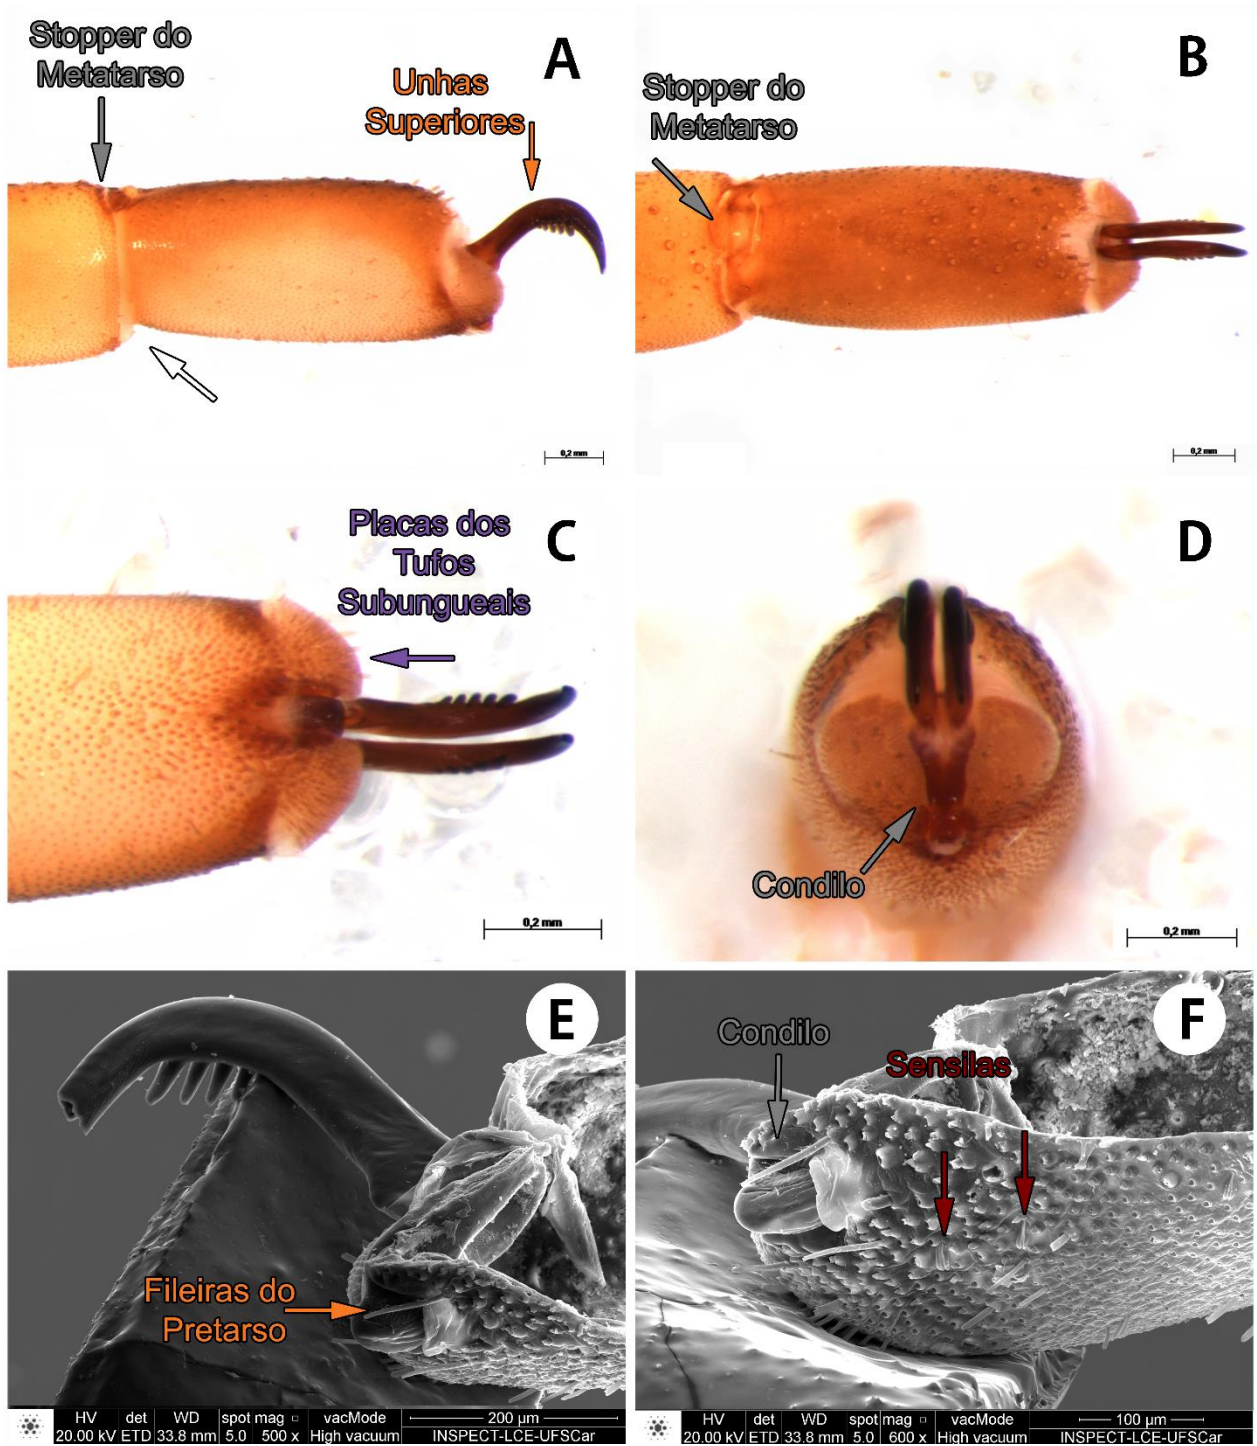 Stopper do
Metatarso
Unhas
Superiores
A
0,2 mm
Stopper do
Metatarso
B
0,2 mm
Placas dos
Tufos
Subungueais
C
0,2 mm
D
Condilo
0,2 mm
E
Fileiras do
Pretarso
HV det WD spot mag □ vacMode 200 µm
20.00 kV ETD 33.8 mm 5.0 500 x High vacuum INSPECT-LCE-UFSCar
F
Condilo
Sensilas
HV det WD spot mag □ vacMode 100 µm
20.00 kV ETD 33.8 mm 5.0 600 x High vacuum INSPECT-LCE-UFSCar